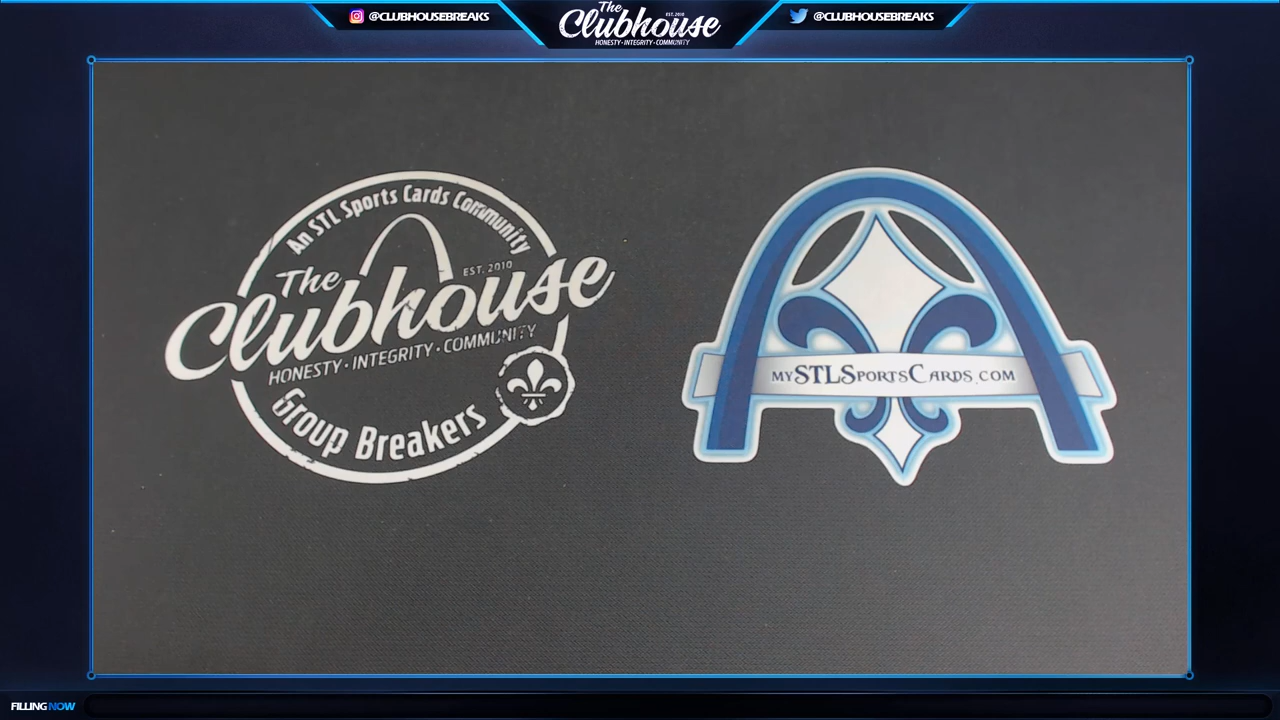 @CLUBHOUSEBREAKS
The
EST. 2010
Clubhouse
HONESTY • INTEGRITY • COMMUNITY
@CLUBHOUSEBREAKS
An STL Sports Cards Community
The
EST. 2010
Clubhouse
HONESTY • INTEGRITY • COMMUNITY
Group Breakers
MYSTLSPORTSCARDS.COM
FILLING NOW